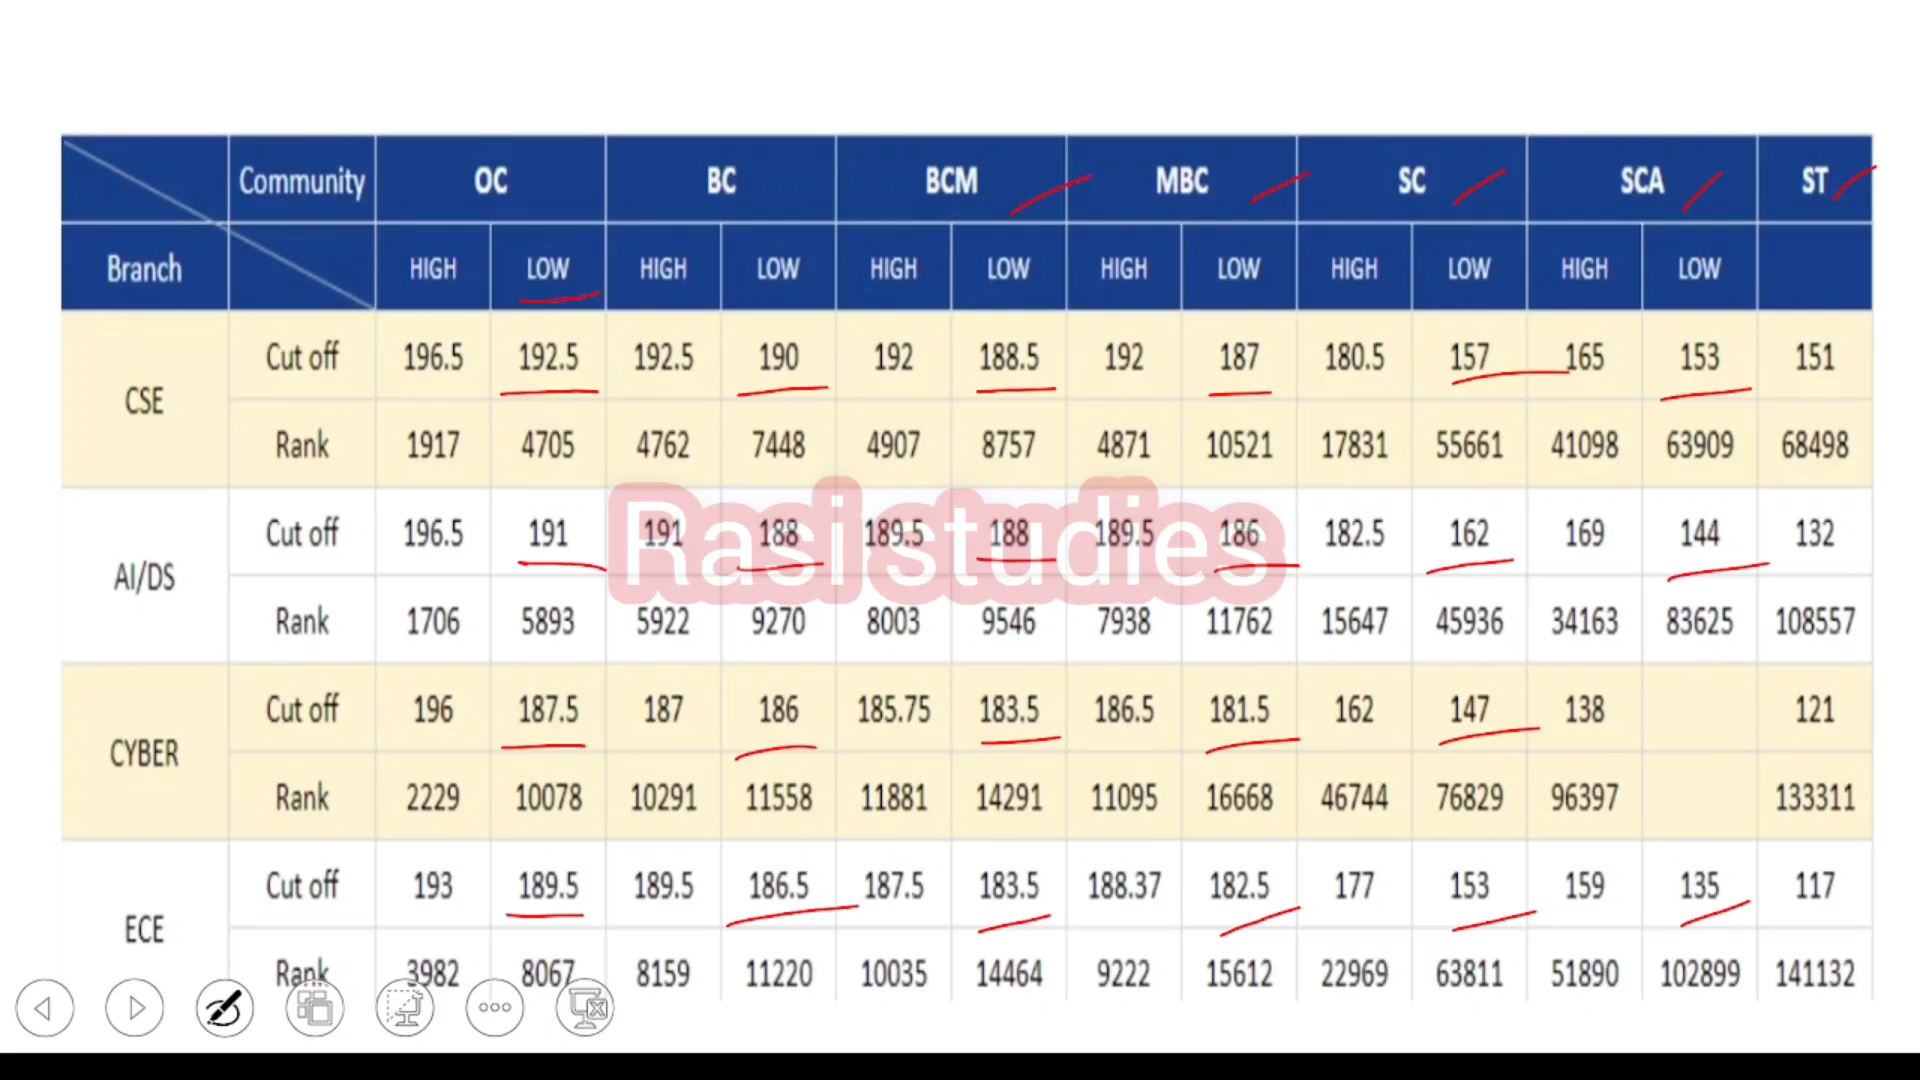 Community OC BC BCM MBC SC SCA ST
Branch HIGH LOW HIGH LOW HIGH LOW HIGH LOW HIGH LOW HIGH LOW
CSE
Cut off 196.5 192.5 192.5 190 192 188.5 192 187 180.5 157 165 153 151
Rank 1917 4705 4762 7448 4907 8757 4871 10521 17831 55661 41098 63909 68498
AI/DS
Cut off 196.5 191 191 188 189.5 188 189.5 186 182.5 162 169 144 132
Rasi studies
Rank 1706 5893 5922 9270 8003 9546 7938 11762 15647 45936 34163 83625 108557
CYBER
Cut off 196 187.5 187 186 185.75 183.5 186.5 181.5 162 147 138 121
Rank 2229 10078 10291 11558 11881 14291 11095 16668 46744 76829 96397 133311
ECE
Cut off 193 189.5 189.5 186.5 187.5 183.5 188.37 182.5 177 153 159 135 117
Rank 3982 8067 8159 11220 10035 14464 9222 15612 22969 63811 51890 102899 141132